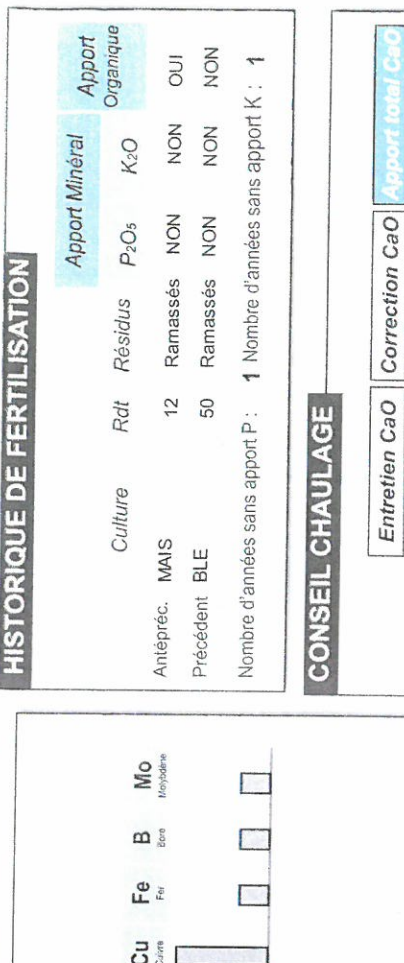 HISTORIQUE DE FERTILISATION
Apport Minéral Apport Organique
Culture Rdt Résidus P2O5 K2O
Antépréc. MAIS 12 Ramassés NON NON OUI
Précédent BLE 50 Ramassés NON NON NON
Nombre d'années sans apport P : 1 Nombre d'années sans apport K : 1
CONSEIL CHAULAGE
Entretien CaO Correction CaO Apport total CaO
Cu Fe B Mo
Cuivre Fer Bore Molybdène